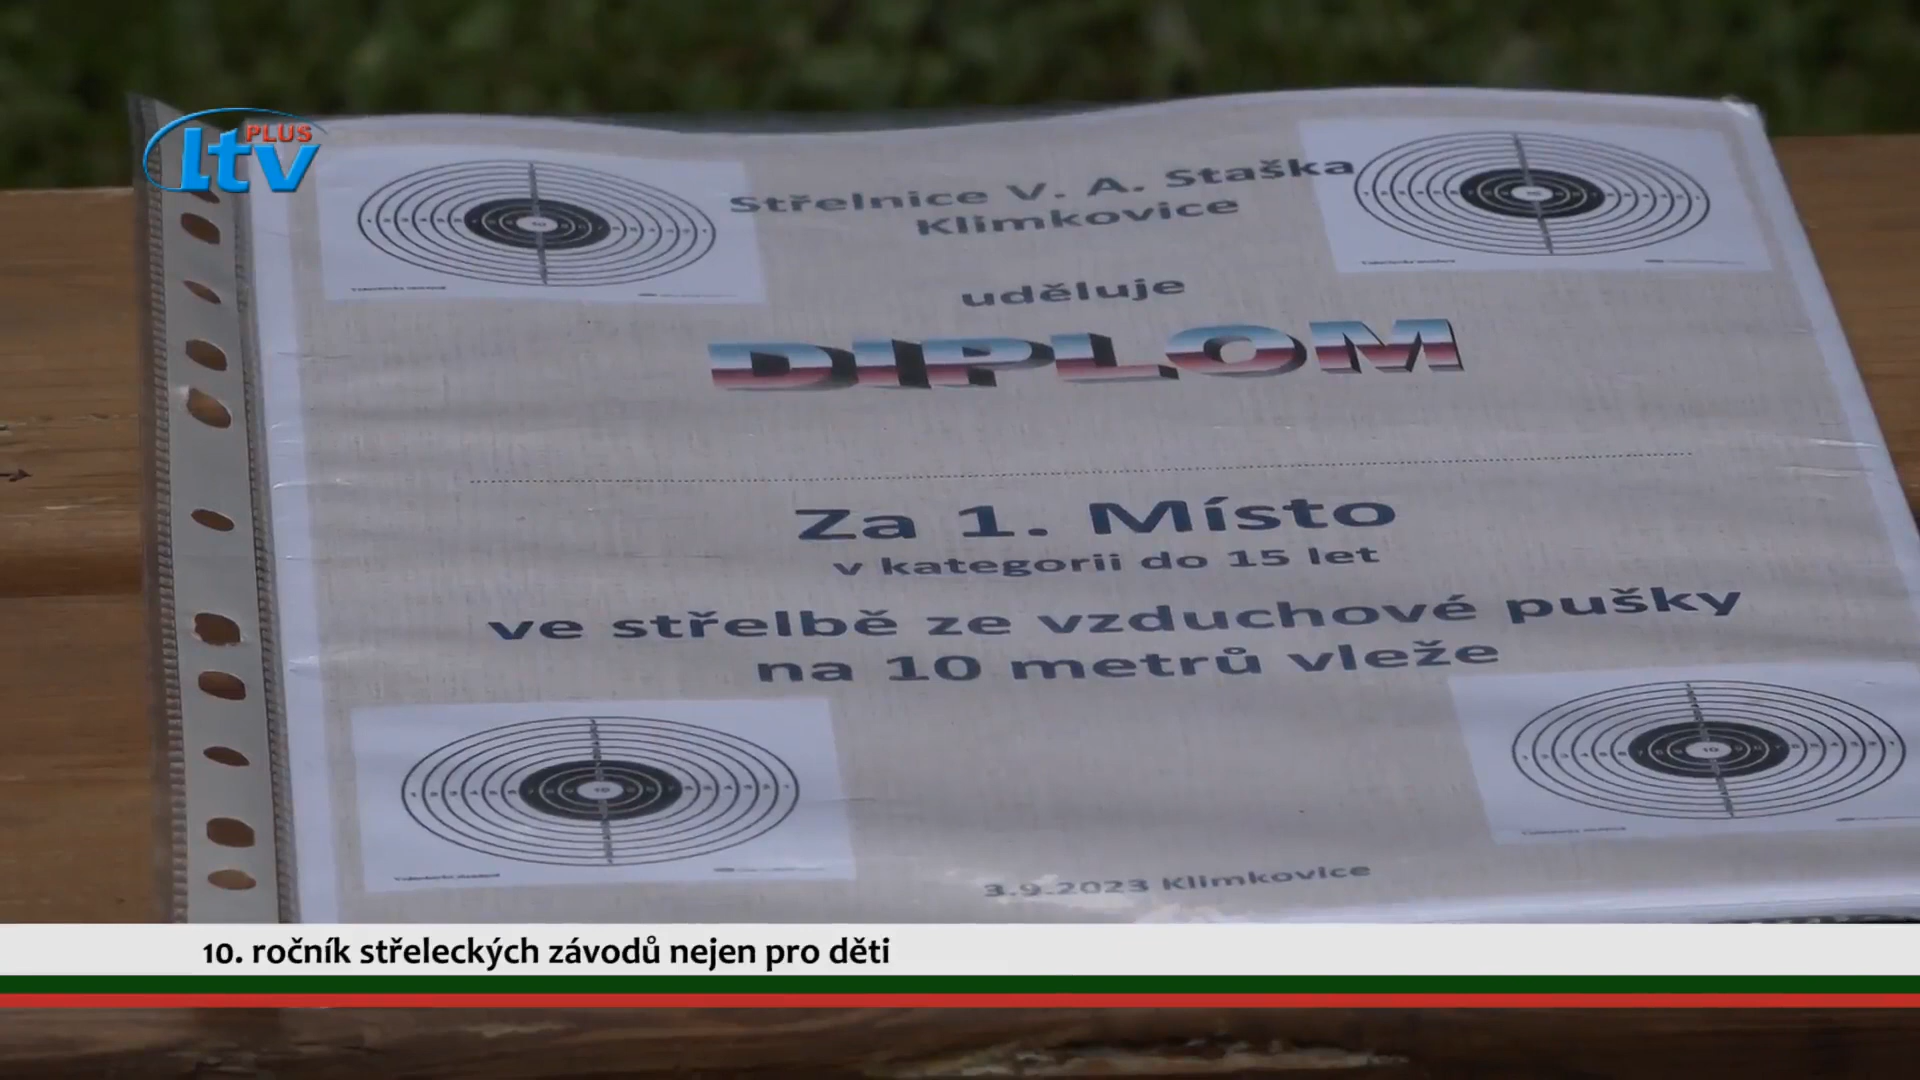 LTV PLUS
Střelnice V. A. Staška
Klimkovice
uděluje
DIPLOM
Za 1. Místo
v kategorii do 15 let
ve střelbě ze vzduchové pušky
na 10 metrů vleže
3.9.2023 Klimkovice
10. ročník střeleckých závodů nejen pro děti